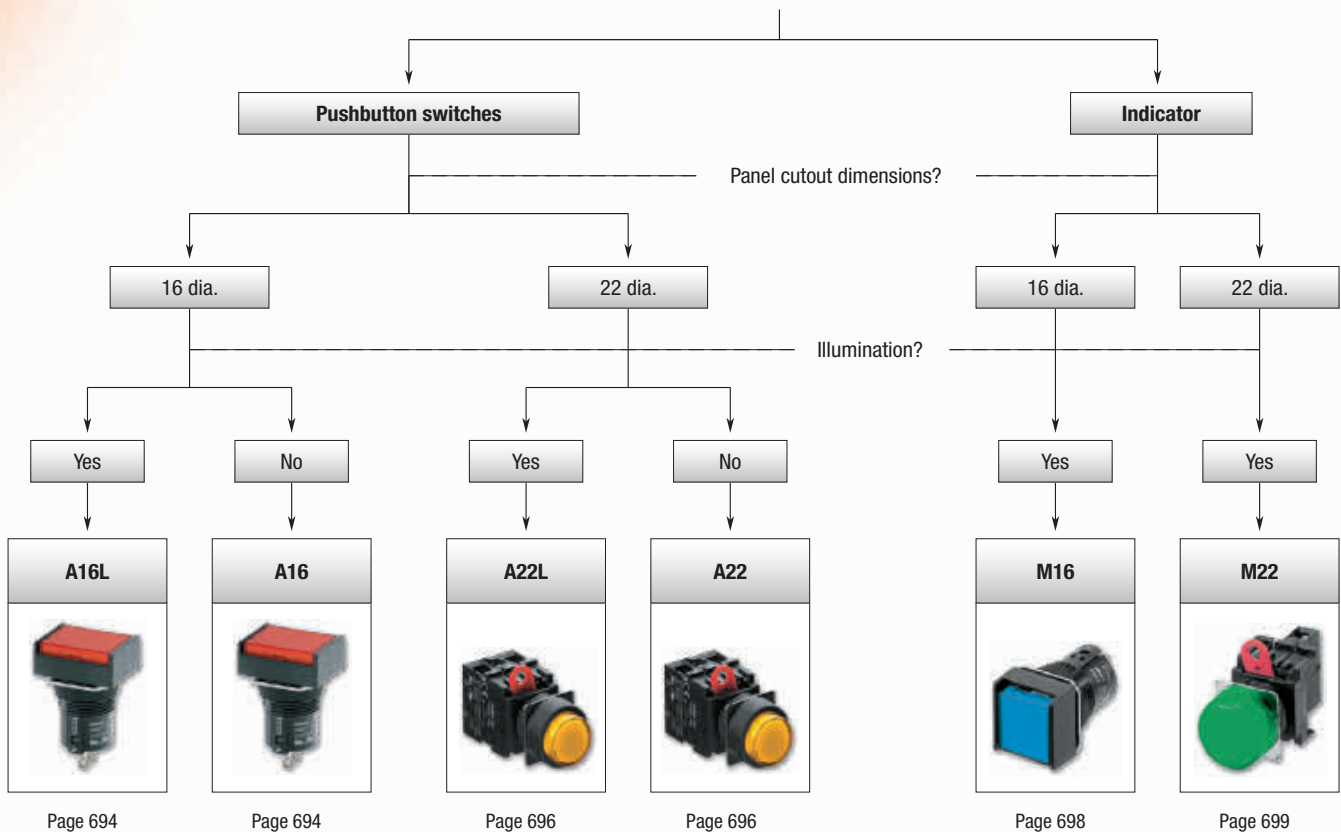 Pushbutton switches
Indicator
Panel cutout dimensions?
16 dia.
22 dia.
16 dia.
22 dia.
Illumination?
Yes
No
Yes
No
Yes
Yes
A16L
A16
A22L
A22
M16
M22
Page 694
Page 694
Page 696
Page 696
Page 698
Page 699